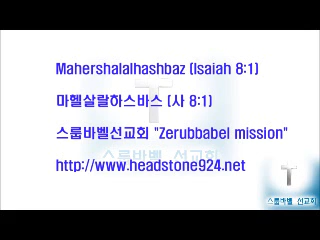 Mahershalalhashbaz (Isaiah 8:1)
마헬살랄하스바스 (사 8:1)
스룹바벨선교회 "Zerubbabel mission"
http://www.headstone924.net
T
스룹바벨 선교회